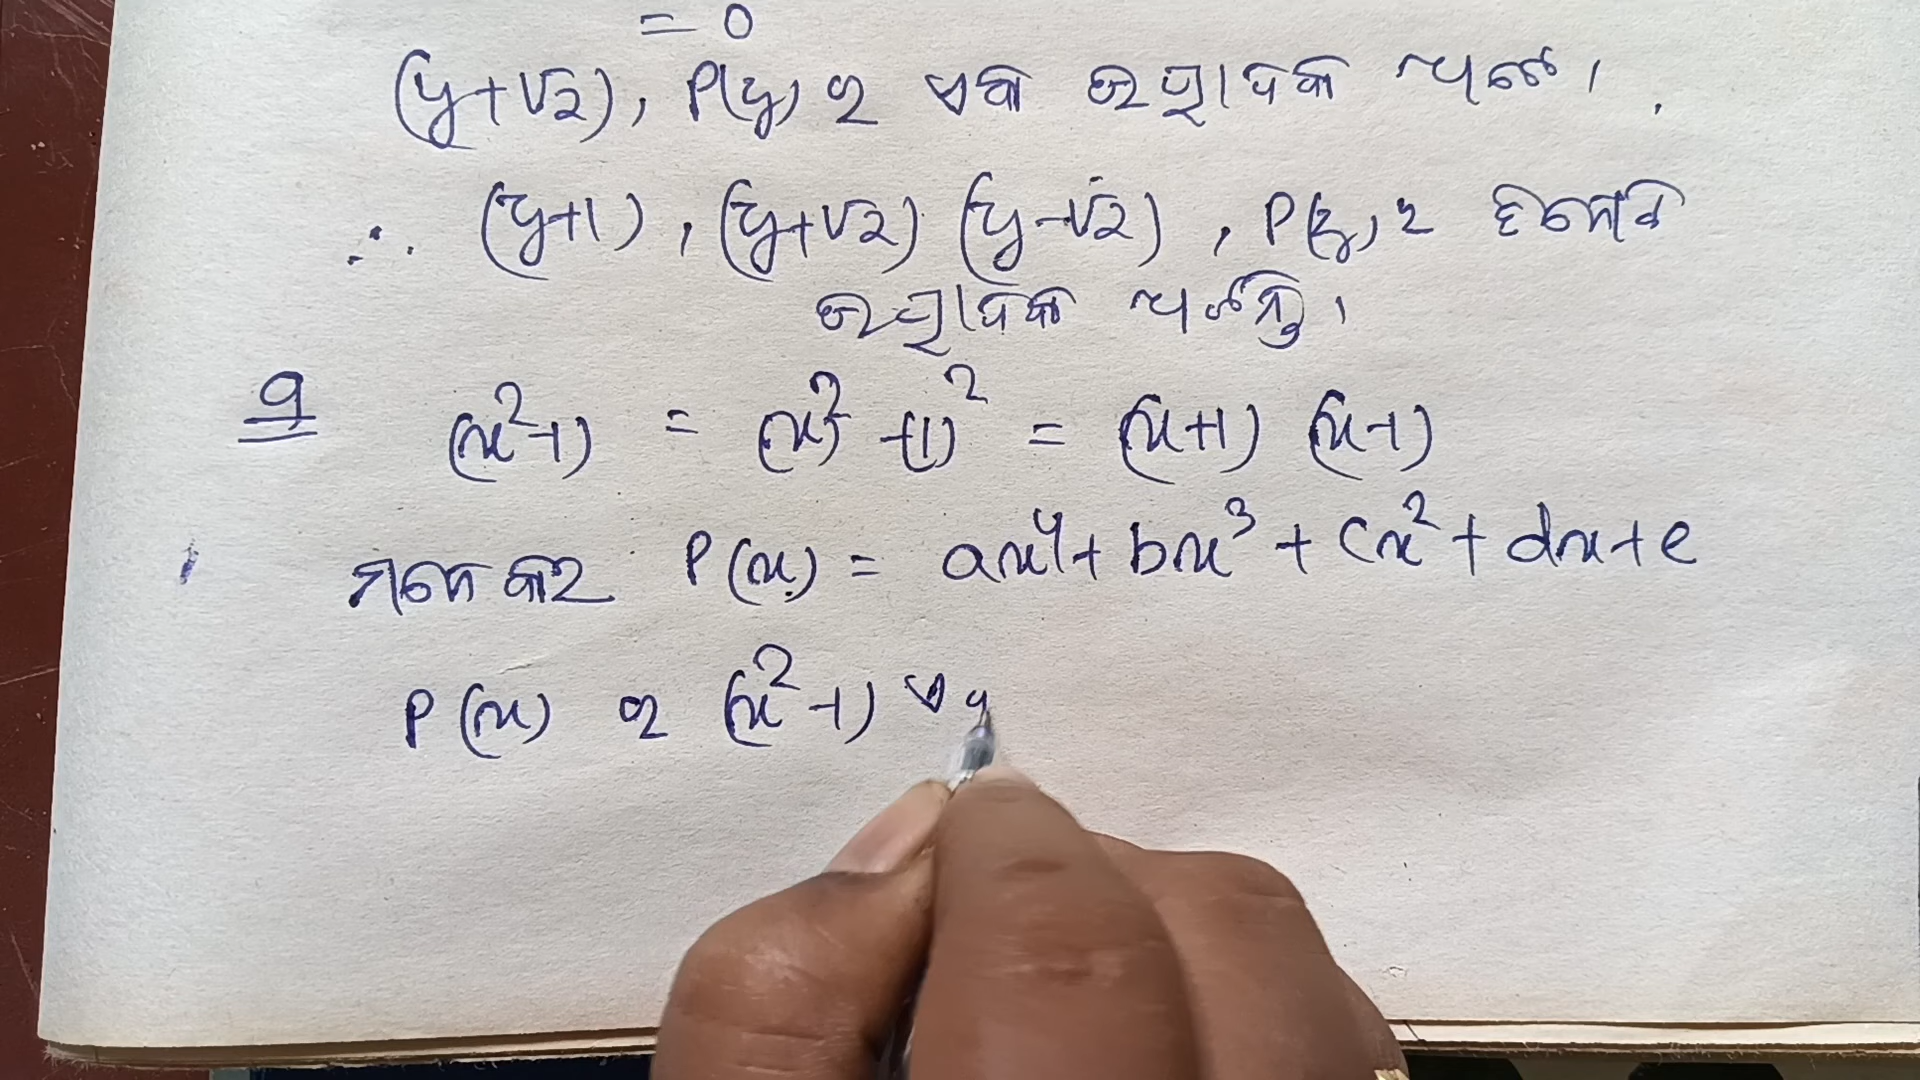 = 0
(y+√2), P(y) ର ଏକ ଉତ୍ପାଦକ ଅଟେ।
∴ (y+1), (y+√2) (y-√2), P(y) ର
ଉତ୍ପାଦକ ଅଟନ୍ତି।
9 (x²-1) = (x)² -(1)² = (x+1) (x-1)
ମନେକର P(x) = ax⁴+bx³+cx²+dx+e
P(x) ର (x²-1)